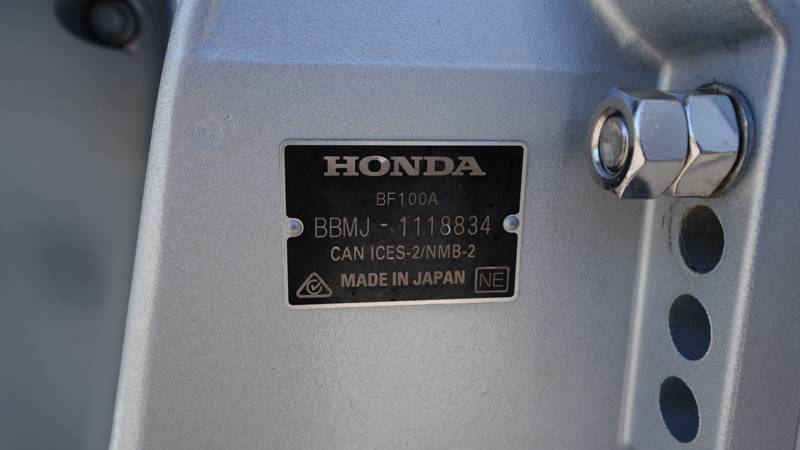 HONDA
BF100A
BBMJ - 1118834
CAN ICES-2/NMB-2
MADE IN JAPAN NE